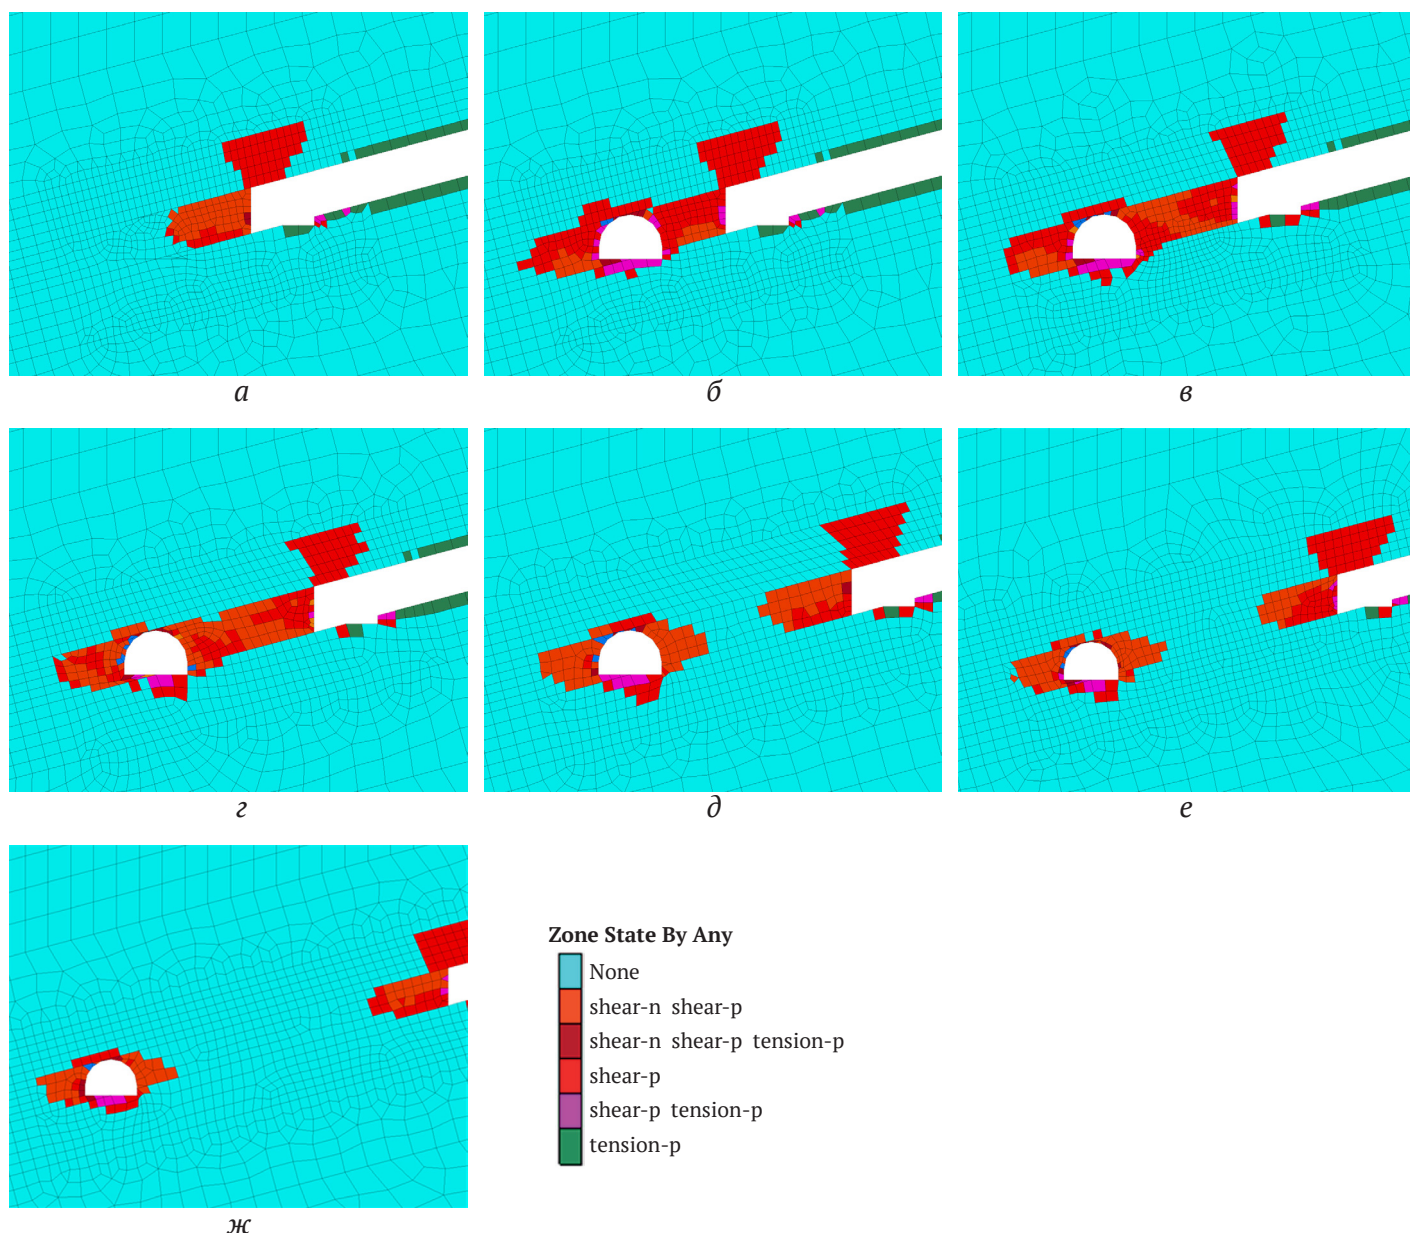 а
б
в
г
д
е
Zone State By Any
None
shear-n shear-p
shear-n shear-p tension-p
shear-p
shear-p tension-p
tension-p
ж